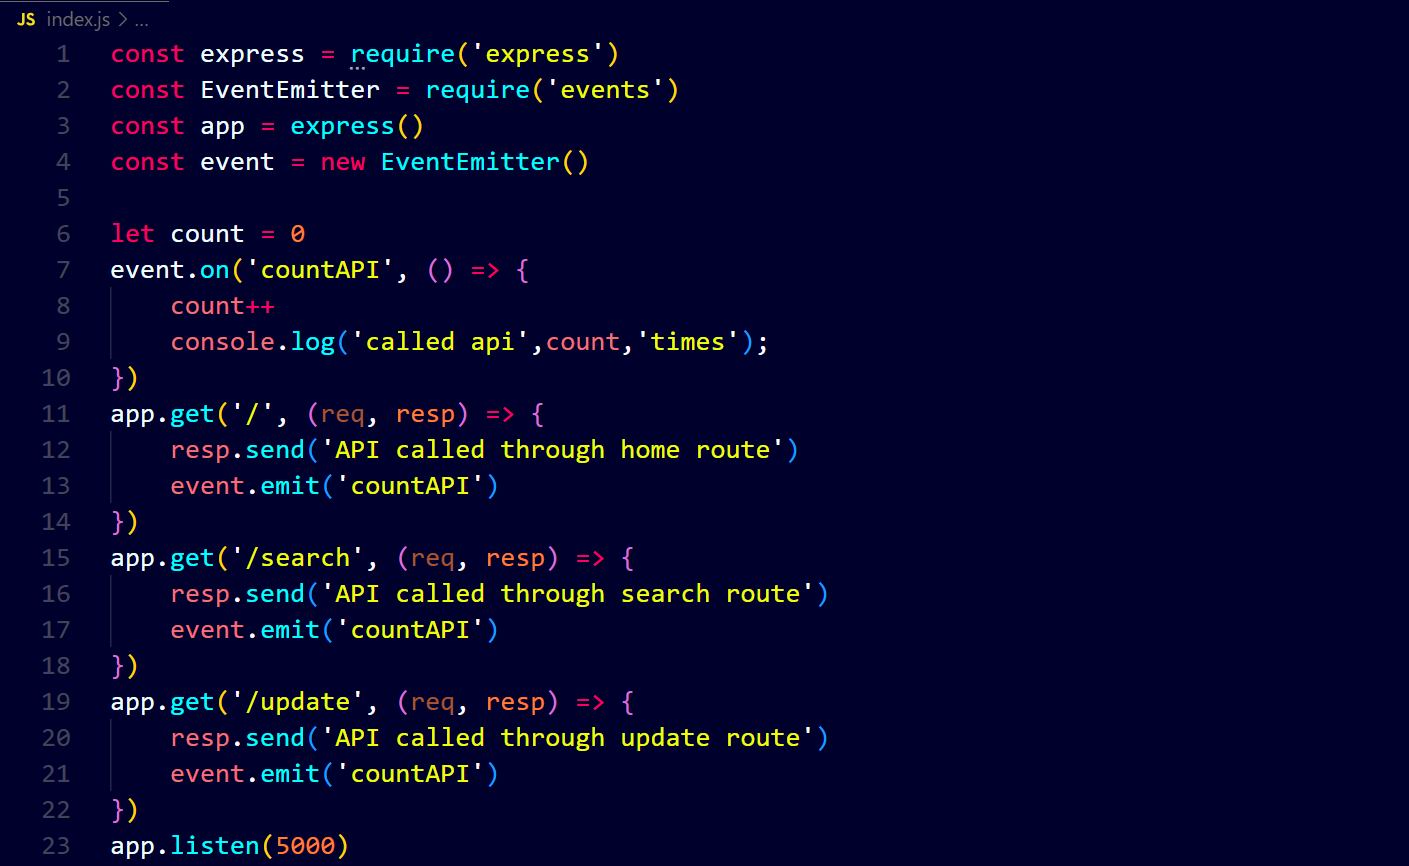 JS index.js > ...
1 const express = require('express')
2 const EventEmitter = require('events')
3 const app = express()
4 const event = new EventEmitter()
5
6 let count = 0
7 event.on('countAPI', () => {
8     count++
9     console.log('called api',count,'times');
10 })
11 app.get('/', (req, resp) => {
12     resp.send('API called through home route')
13     event.emit('countAPI')
14 })
15 app.get('/search', (req, resp) => {
16     resp.send('API called through search route')
17     event.emit('countAPI')
18 })
19 app.get('/update', (req, resp) => {
20     resp.send('API called through update route')
21     event.emit('countAPI')
22 })
23 app.listen(5000)